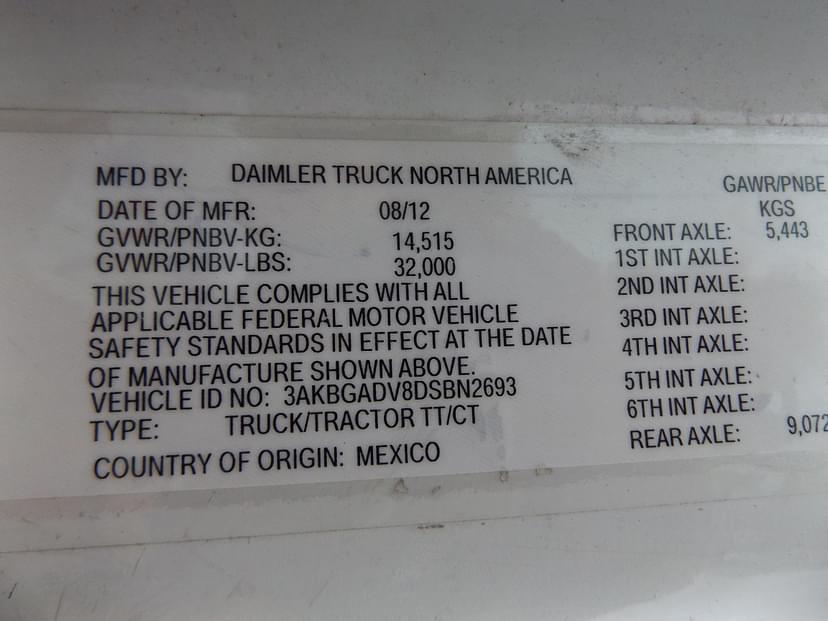 MFD BY: DAIMLER TRUCK NORTH AMERICA
DATE OF MFR: 08/12
GVWR/PNBV-KG: 14,515
GVWR/PNBV-LBS: 32,000
THIS VEHICLE COMPLIES WITH ALL
APPLICABLE FEDERAL MOTOR VEHICLE
SAFETY STANDARDS IN EFFECT AT THE DATE
OF MANUFACTURE SHOWN ABOVE.
VEHICLE ID NO: 3AKBGADV8DSBN2693
TYPE: TRUCK/TRACTOR TT/CT
COUNTRY OF ORIGIN: MEXICO
GAWR/PNBE
KGS
FRONT AXLE: 5,443
1ST INT AXLE:
2ND INT AXLE:
3RD INT AXLE:
4TH INT AXLE:
5TH INT AXLE:
6TH INT AXLE:
REAR AXLE: 9,072